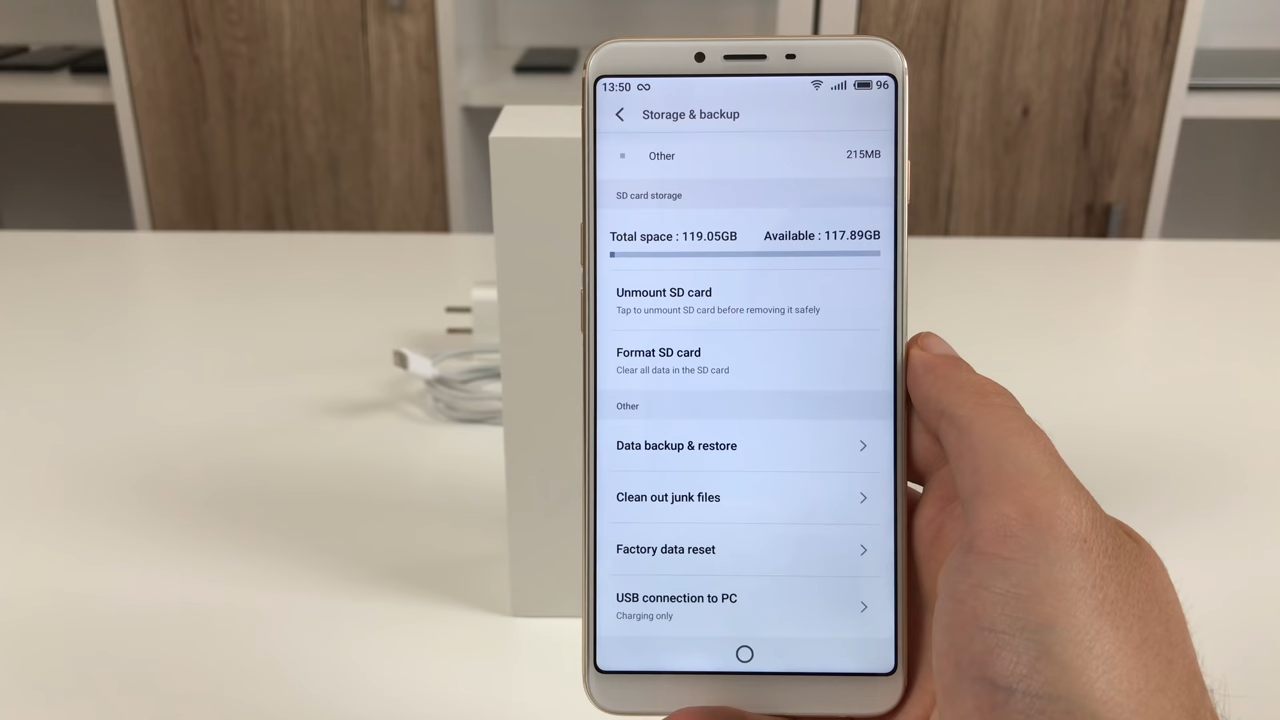 13:50 96
Storage & backup
Other 215MB
SD card storage
Total space : 119.05GB Available : 117.89GB
Unmount SD card
Tap to unmount SD card before removing it safely
Format SD card
Clear all data in the SD card
Other
Data backup & restore
Clean out junk files
Factory data reset
USB connection to PC
Charging only